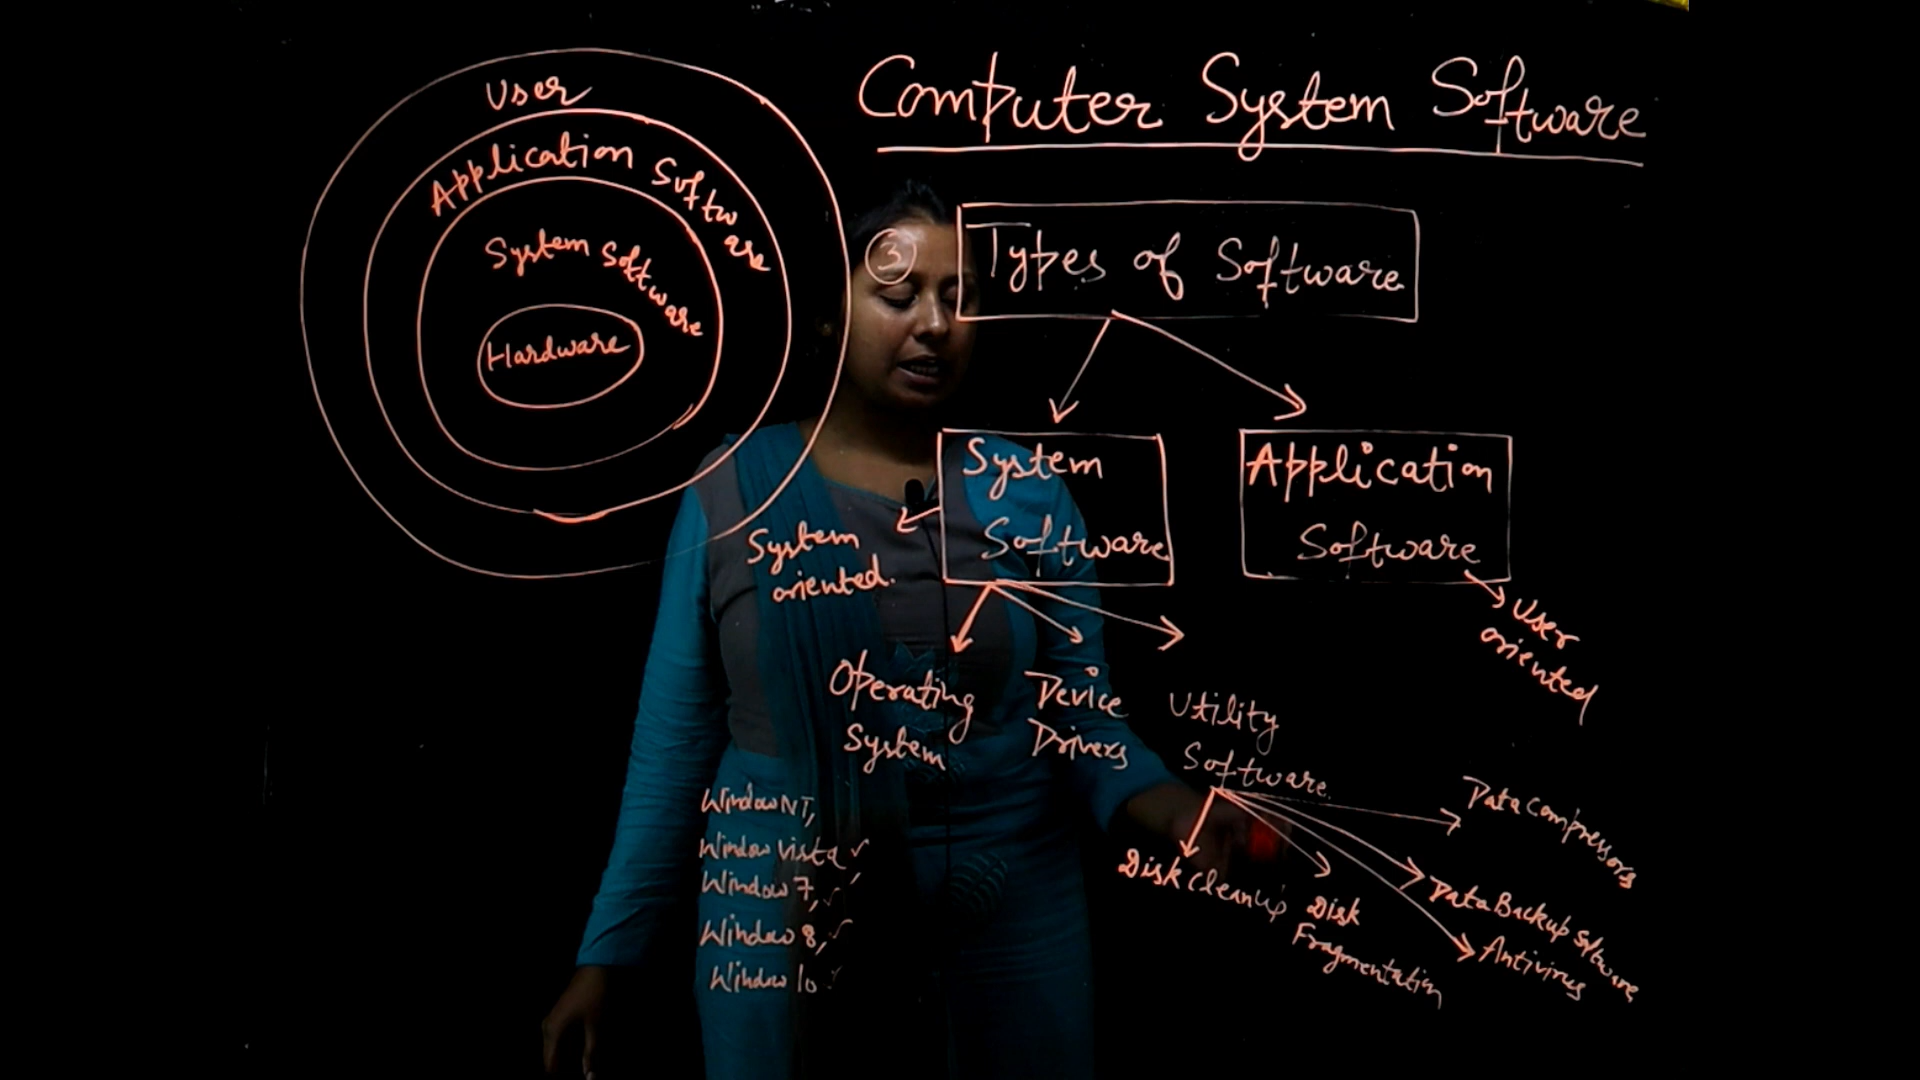 Computer System Software
User
Application Software
System Software
Hardware
3
Types of Software
System
Software
Application
Software
System
oriented.
User
oriented
Operating
System
Device
Drivers
Utility
Software.
Window NT,
Window Vista ✓
Window 7, ✓
Window 8, ✓
Window 10 ✓
Disk Cleanup
Disk
Fragmentation
Data Compressors
Data Backup Software
Antivirus